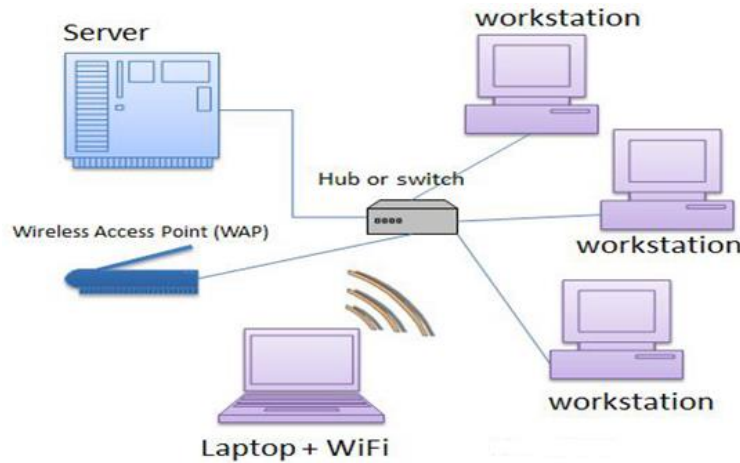 workstation
Server
Hub or switch
Wireless Access Point (WAP)
workstation
workstation
Laptop + WiFi